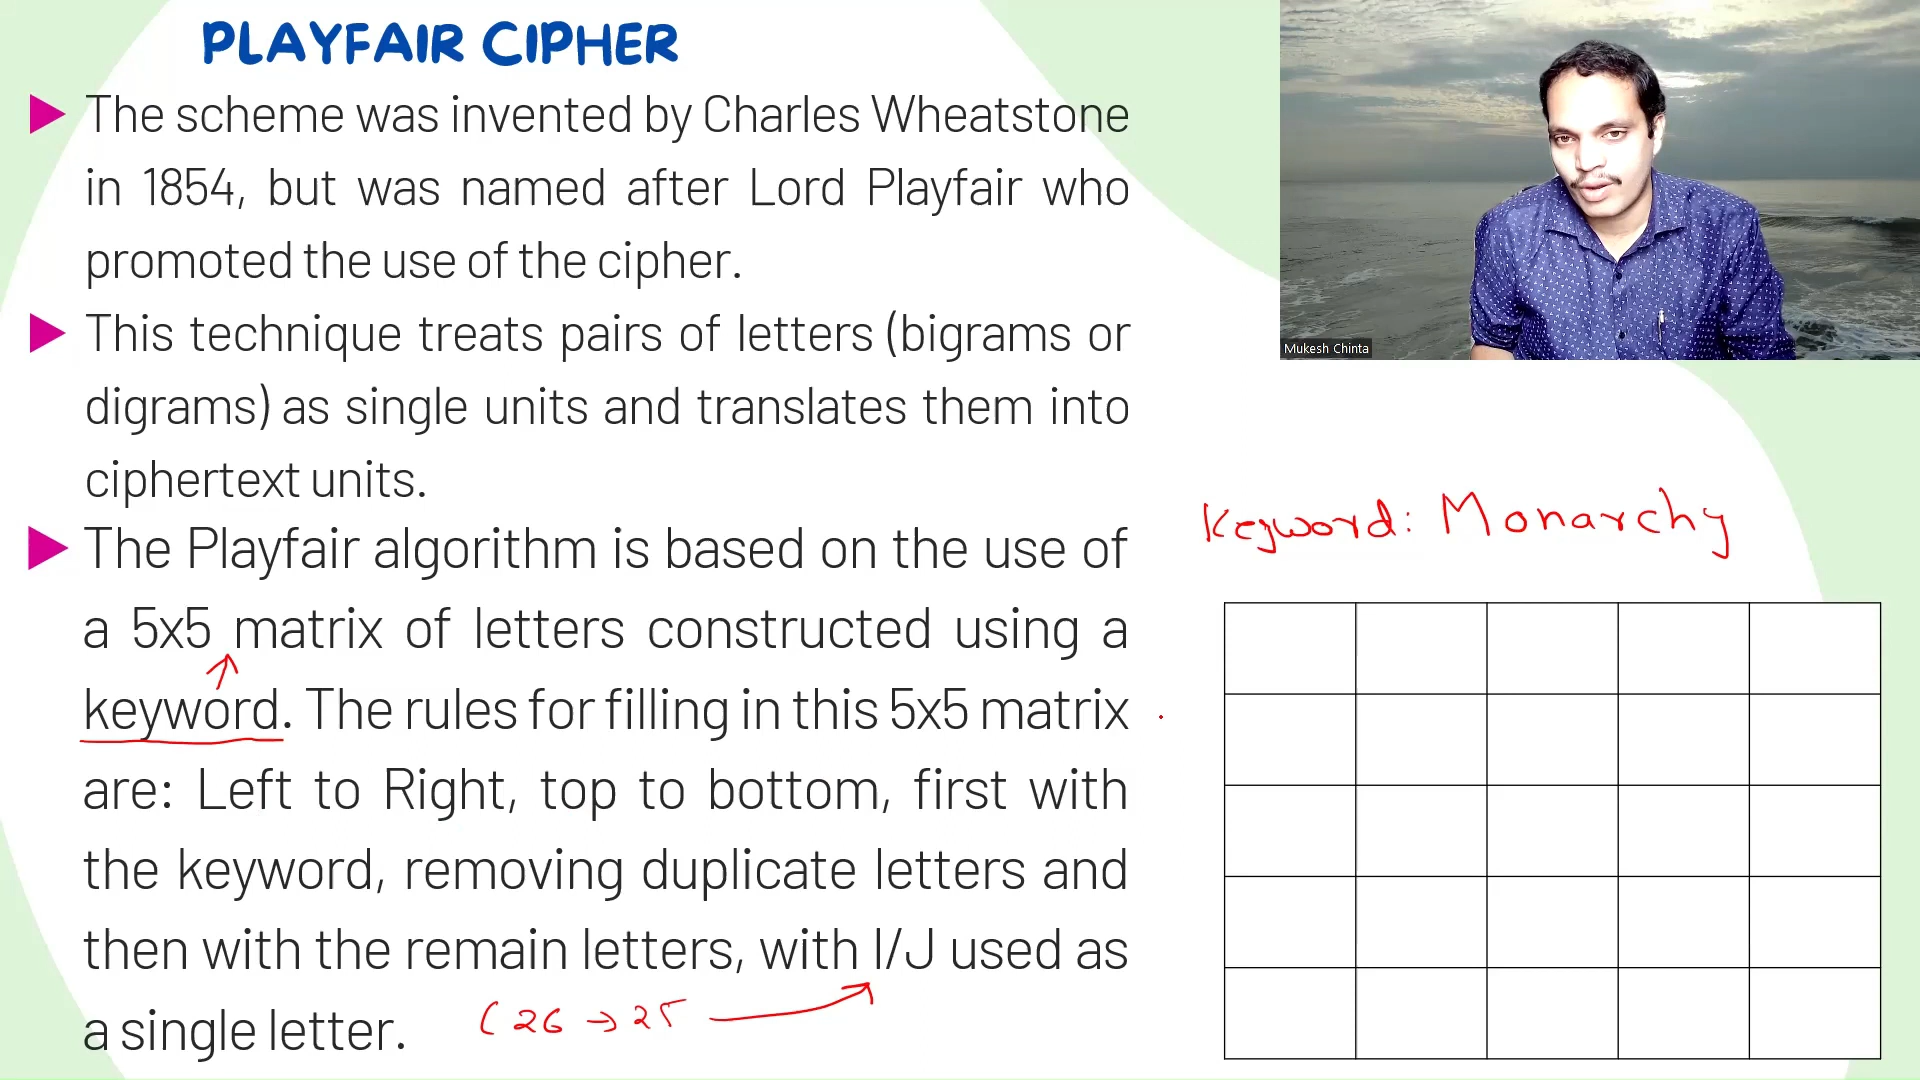 PLAYFAIR CIPHER
The scheme was invented by Charles Wheatstone
in 1854, but was named after Lord Playfair who
promoted the use of the cipher.
This technique treats pairs of letters (bigrams or
digrams) as single units and translates them into
ciphertext units.
The Playfair algorithm is based on the use of
a 5x5 matrix of letters constructed using a
keyword. The rules for filling in this 5x5 matrix
are: Left to Right, top to bottom, first with
the keyword, removing duplicate letters and
then with the remain letters, with I/J used as
a single letter.
(26 → 25
Mukesh Chinta
Keyword: Monarchy